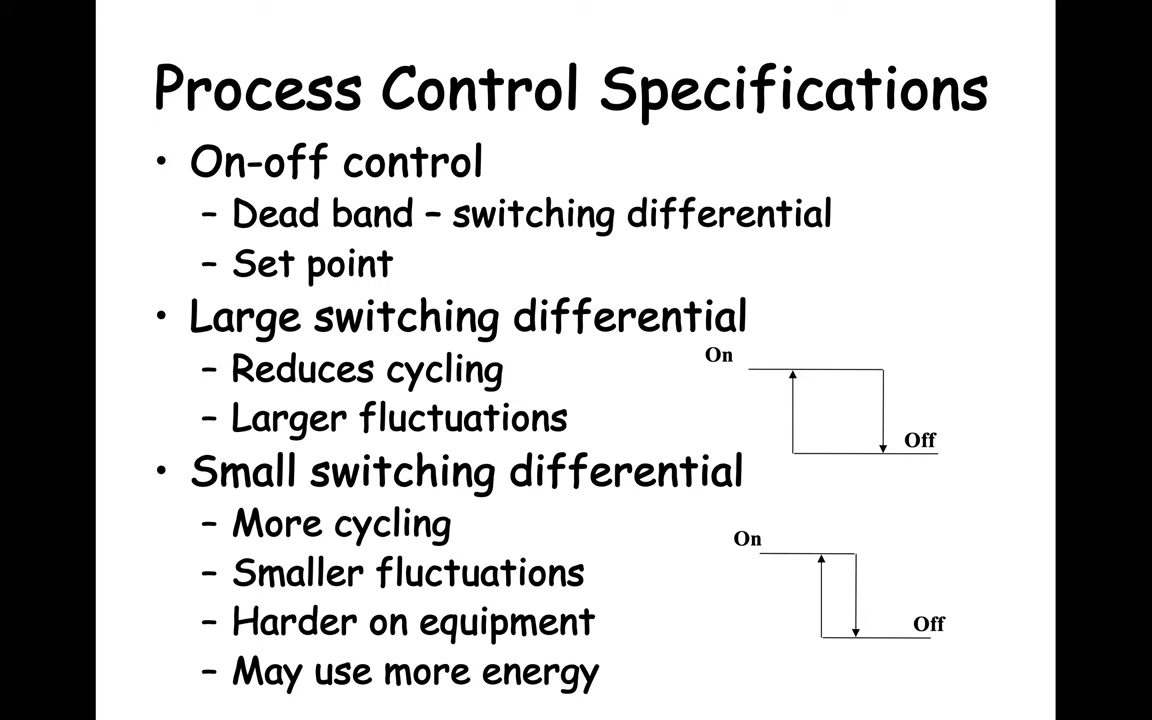 Process Control Specifications
• On-off control
– Dead band – switching differential
– Set point
• Large switching differential
– Reduces cycling
– Larger fluctuations
On
Off
• Small switching differential
– More cycling
– Smaller fluctuations
– Harder on equipment
– May use more energy
On
Off